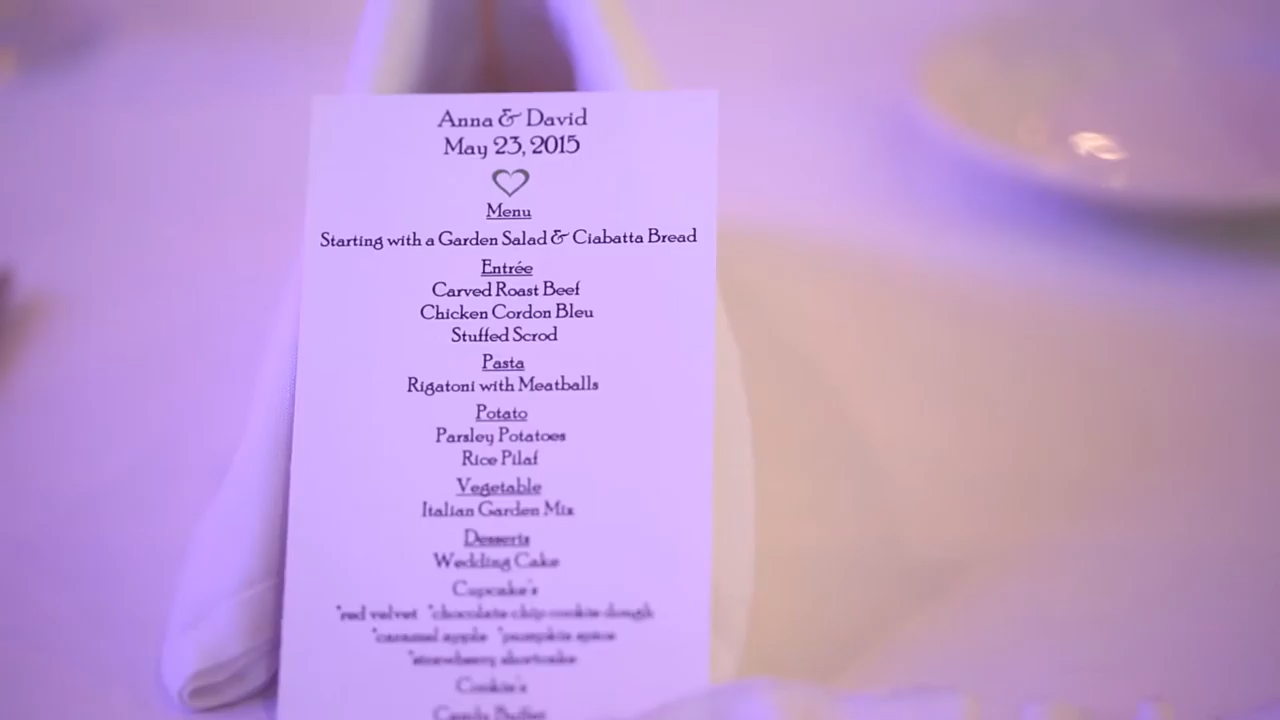 Anna & David
May 23, 2015
Menu
Starting with a Garden Salad & Ciabatta Bread
Entrée
Carved Roast Beef
Chicken Cordon Bleu
Stuffed Scrod
Pasta
Rigatoni with Meatballs
Potato
Parsley Potatoes
Rice Pilaf
Vegetable
Italian Garden Mix
Desserts
Wedding Cake
Cupcake's
*red velvet *chocolate chip cookie dough
*caramel apple *pumpkin spice
*strawberry shortcake
Cookie's
Candy Buffet